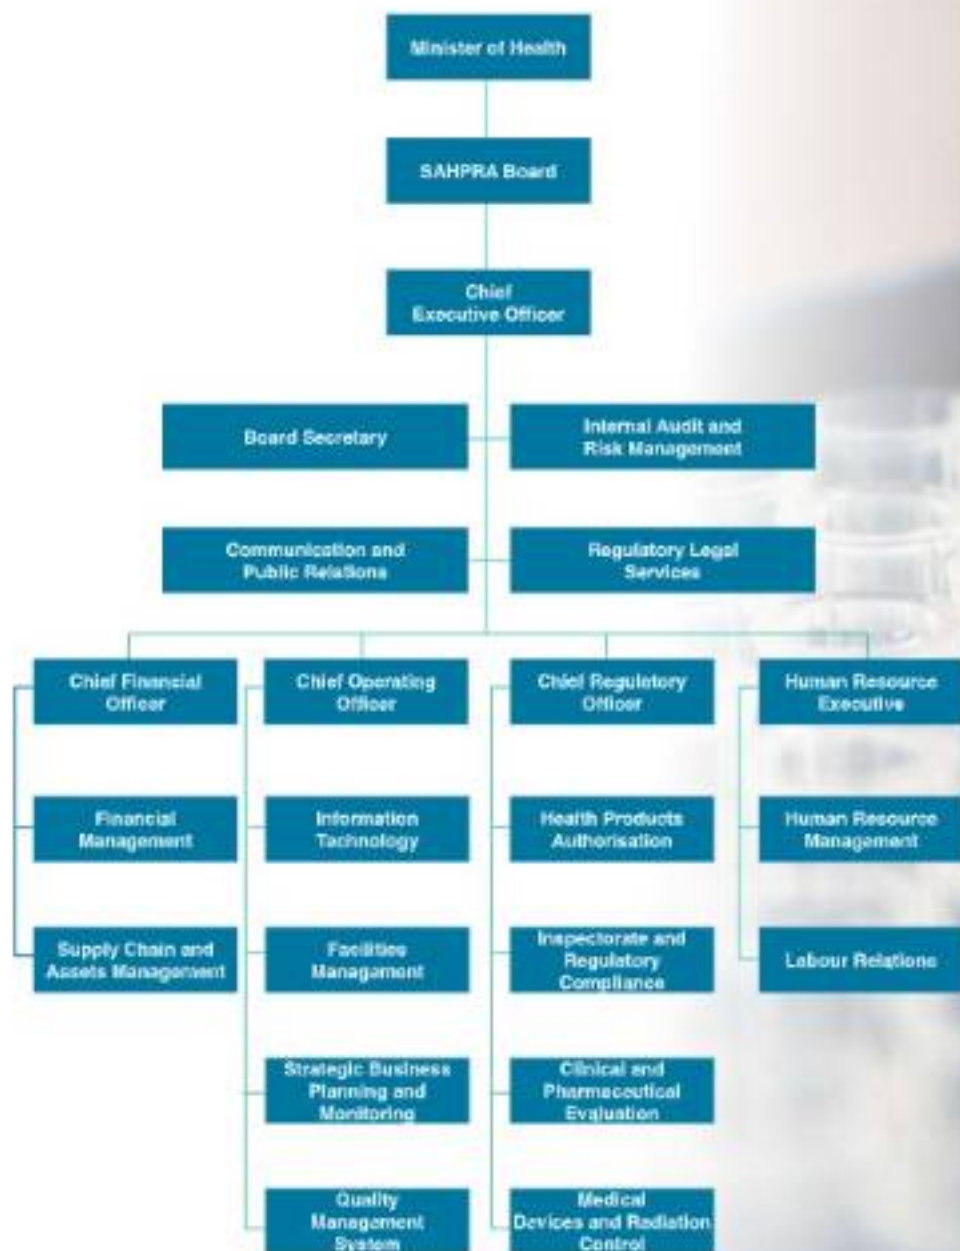 Minister of Health
SAHPRA Board
Chief
Executive Officer
Board Secretary
Internal Audit and
Risk Management
Communication and
Public Relations
Regulatory Legal
Services
Chief Financial
Officer
Chief Operating
Officer
Chief Regulatory
Officer
Human Resource
Executive
Financial
Management
Information
Technology
Health Products
Authorisation
Human Resource
Management
Supply Chain and
Assets Management
Facilities
Management
Inspectorate and
Regulatory
Compliance
Labour Relations
Strategic Business
Planning and
Monitoring
Clinical and
Pharmaceutical
Evaluation
Quality
Management
System
Medical
Devices and Radiation
Control